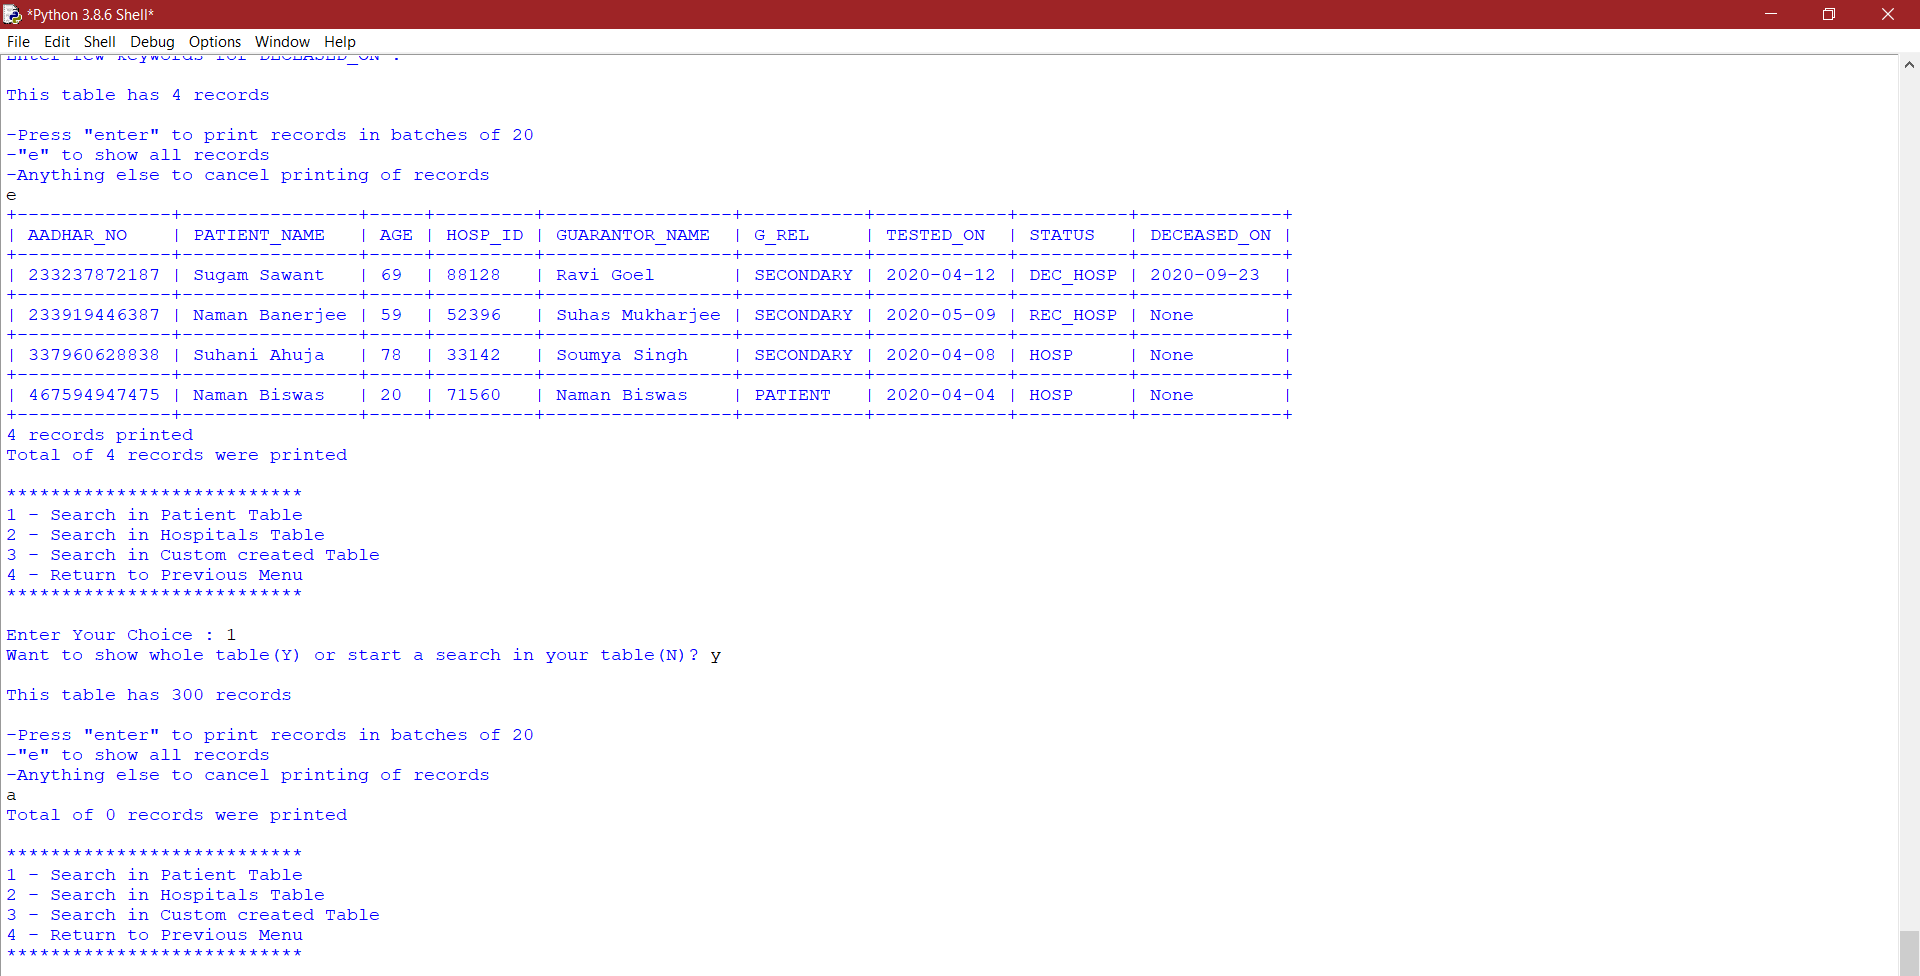 *Python 3.8.6 Shell*
File Edit Shell Debug Options Window Help
Enter few keywords for DECEASED_ON :
This table has 4 records
-Press "enter" to print records in batches of 20
-"e" to show all records
-Anything else to cancel printing of records
e
+--------------+----------------+-----+---------+-----------------+-----------+------------+----------+-------------+
| AADHAR_NO    | PATIENT_NAME   | AGE | HOSP_ID | GUARANTOR_NAME  | G_REL     | TESTED_ON  | STATUS   | DECEASED_ON |
+--------------+----------------+-----+---------+-----------------+-----------+------------+----------+-------------+
| 233237872187 | Sugam Sawant   | 69  | 88128   | Ravi Goel       | SECONDARY | 2020-04-12 | DEC_HOSP | 2020-09-23  |
+--------------+----------------+-----+---------+-----------------+-----------+------------+----------+-------------+
| 233919446387 | Naman Banerjee | 59  | 52396   | Suhas Mukharjee | SECONDARY | 2020-05-09 | REC_HOSP | None        |
+--------------+----------------+-----+---------+-----------------+-----------+------------+----------+-------------+
| 337960628838 | Suhani Ahuja   | 78  | 33142   | Soumya Singh    | SECONDARY | 2020-04-08 | HOSP     | None        |
+--------------+----------------+-----+---------+-----------------+-----------+------------+----------+-------------+
| 467594947475 | Naman Biswas   | 20  | 71560   | Naman Biswas    | PATIENT   | 2020-04-04 | HOSP     | None        |
+--------------+----------------+-----+---------+-----------------+-----------+------------+----------+-------------+
4 records printed
Total of 4 records were printed
***************************
1 - Search in Patient Table
2 - Search in Hospitals Table
3 - Search in Custom created Table
4 - Return to Previous Menu
***************************
Enter Your Choice : 1
Want to show whole table(Y) or start a search in your table(N)? y
This table has 300 records
-Press "enter" to print records in batches of 20
-"e" to show all records
-Anything else to cancel printing of records
a
Total of 0 records were printed
***************************
1 - Search in Patient Table
2 - Search in Hospitals Table
3 - Search in Custom created Table
4 - Return to Previous Menu
***************************